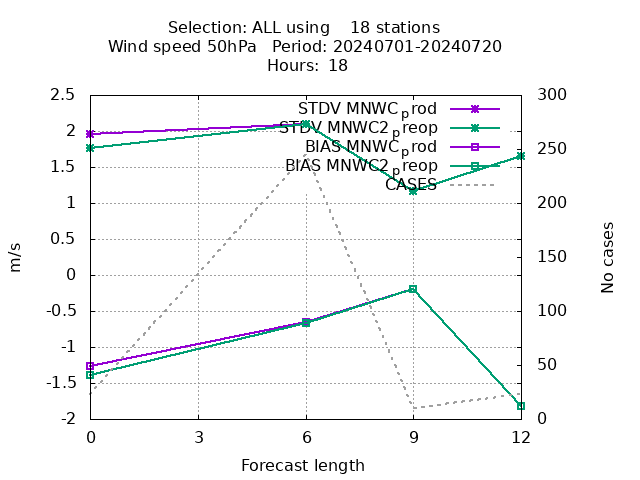 Selection: ALL using    18 stations
Wind speed 50hPa   Period: 20240701-20240720
Hours:  18
STDV MNWC_prod
STDV MNWC2_preop
BIAS MNWC_prod
BIAS MNWC2_preop
CASES
2.5
2
1.5
1
0.5
0
-0.5
-1
-1.5
-2
m/s
300
250
200
150
100
50
0
No cases
0 3 6 9 12
Forecast length